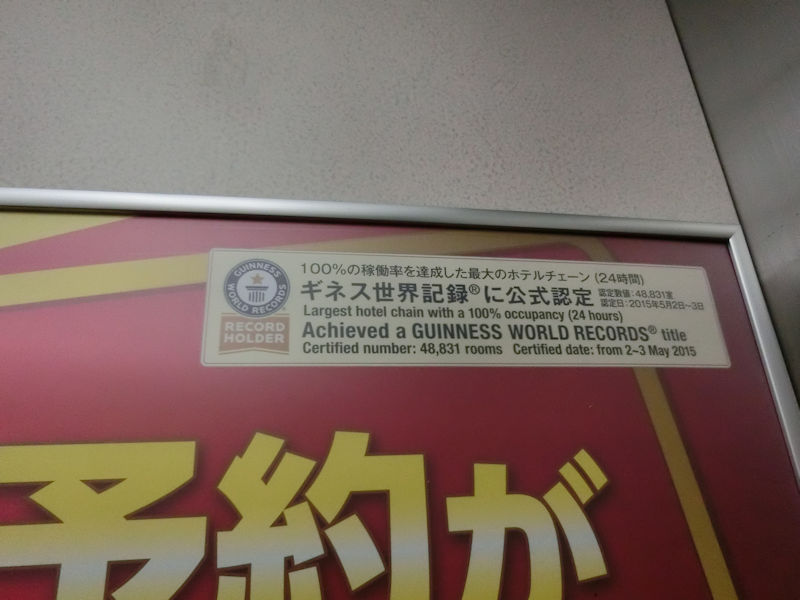 GUINNESS
WORLD RECORDS
RECORD
HOLDER
100%の稼働率を達成した最大のホテルチェーン (24時間)
ギネス世界記録®に公式認定
認定数値:48,831室
認定日:2015年5月2日~3日
Largest hotel chain with a 100% occupancy (24 hours)
Achieved a GUINNESS WORLD RECORDS® title
Certified number: 48,831 rooms Certified date: from 2~3 May 2015
予約が